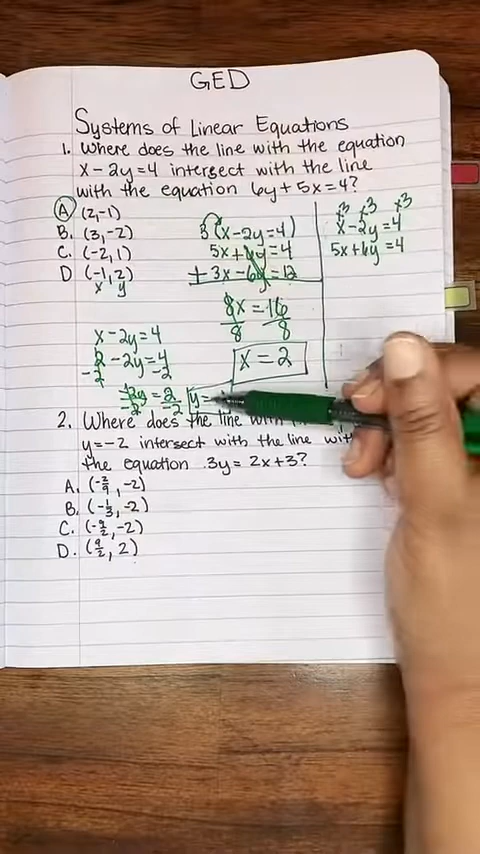 GED
Systems of Linear Equations
1. Where does the line with the equation
x - 2y = 4 intersect with the line
with the equation 6y + 5x = 4?
A. (2, -1)
B. (3, -2)
C. (-2, 1)
D (-1, 2)
x y
3 (x - 2y = 4)
5x + 6y = 4
+ 3x - 6y = 12
8x = 16
8 8
x = 2
x3 x3 x3
x - 2y = 4
5x + 6y = 4
x - 2y = 4
2 - 2y = 4
-2 -2
-2y = 2
-2 -2
y =
2. Where does the line with
y = -2 intersect with the line with
the equation 3y = 2x + 3?
A. (-2/9, -2)
B. (-1/3, -2)
C. (-9/2, -2)
D. (9/2, 2)